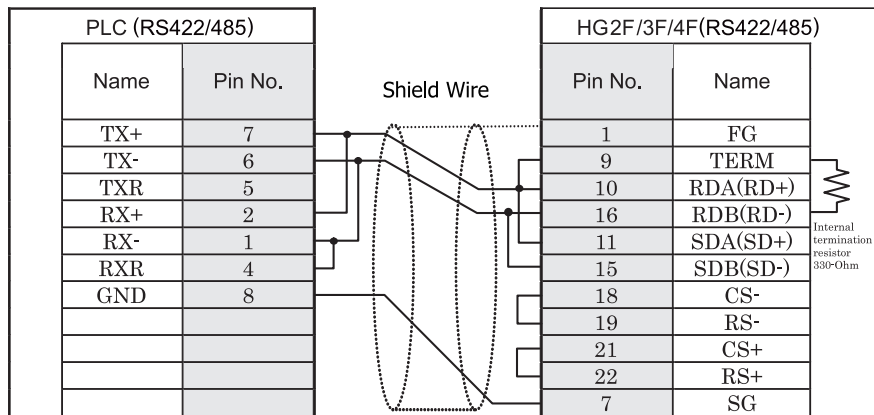 PLC (RS422/485) HG2F/3F/4F(RS422/485)
Name Pin No. Shield Wire Pin No. Name
TX+ 7 1 FG
TX- 6 9 TERM
TXR 5 10 RDA(RD+)
RX+ 2 16 RDB(RD-)
RX- 1 11 SDA(SD+)
RXR 4 15 SDB(SD-)
GND 8 18 CS-
19 RS-
21 CS+
22 RS+
7 SG
Internal
termination
resistor
330-Ohm